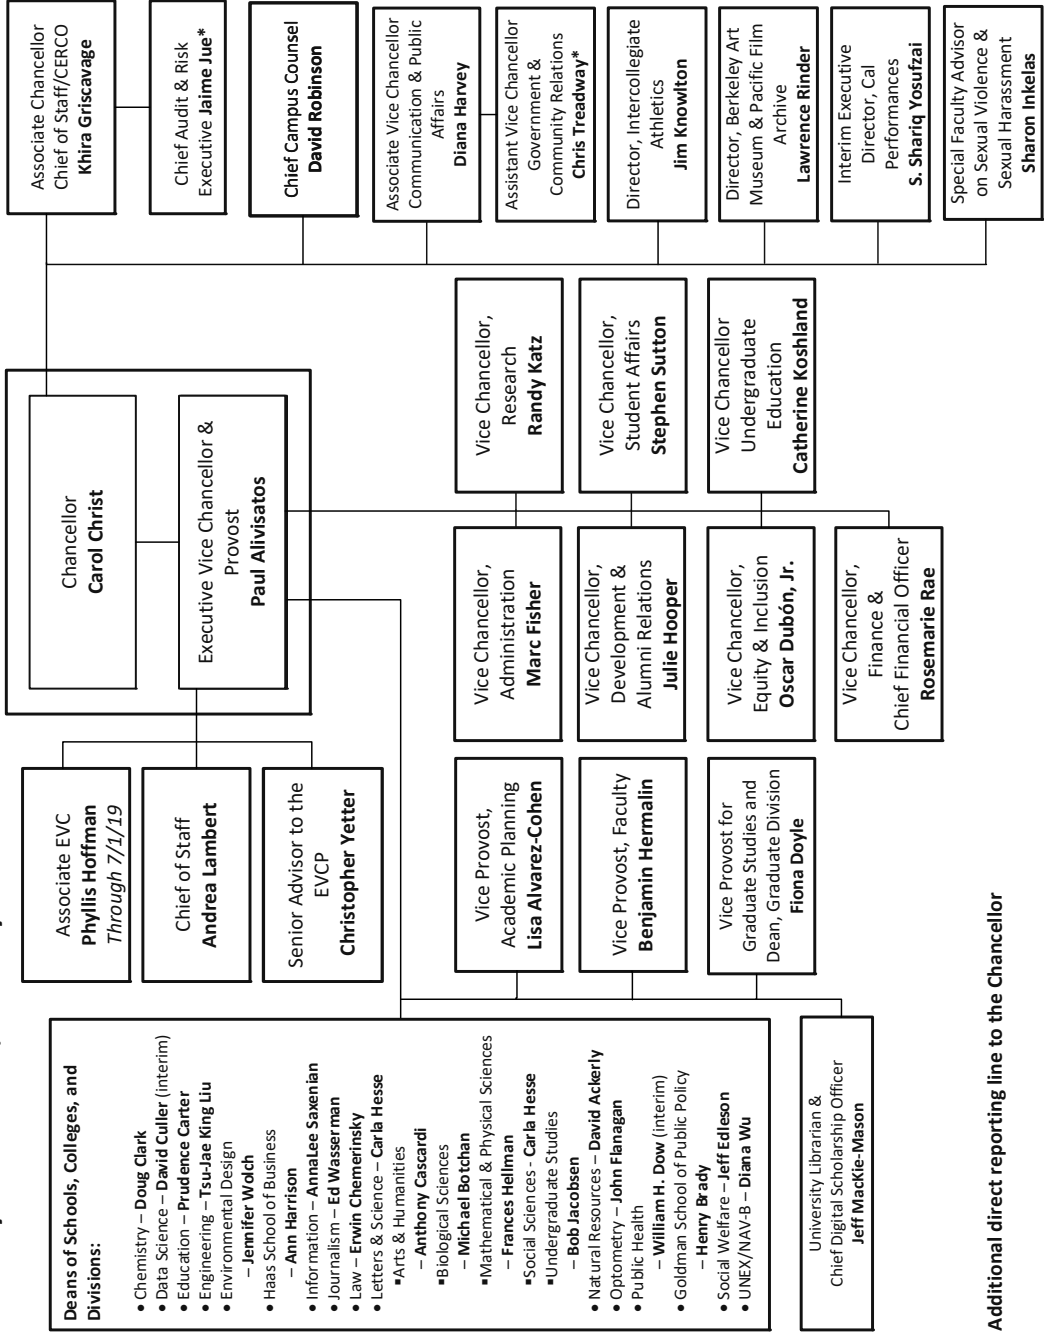 Chancellor
Carol Christ
Executive Vice Chancellor &
Provost
Paul Alivisatos
Associate Chancellor
Chief of Staff/CERCO
Khira Griscavage
Chief Audit & Risk
Executive Jaime Jue*
Chief Campus Counsel
David Robinson
Associate Vice Chancellor
Communication & Public
Affairs
Diana Harvey
Assistant Vice Chancellor
Government &
Community Relations
Chris Treadway*
Director, Intercollegiate
Athletics
Jim Knowlton
Director, Berkeley Art
Museum & Pacific Film
Archive
Lawrence Rinder
Interim Executive
Director, Cal
Performances
S. Shariq Yosufzai
Special Faculty Advisor
on Sexual Violence &
Sexual Harassment
Sharon Inkelas
Associate EVC
Phyllis Hoffman
Through 7/1/19
Chief of Staff
Andrea Lambert
Senior Advisor to the
EVCP
Christopher Yetter
Vice Chancellor,
Research
Randy Katz
Vice Chancellor,
Student Affairs
Stephen Sutton
Vice Chancellor
Undergraduate
Education
Catherine Koshland
Vice Chancellor,
Administration
Marc Fisher
Vice Chancellor,
Development &
Alumni Relations
Julie Hooper
Vice Chancellor,
Equity & Inclusion
Oscar Dubón, Jr.
Vice Chancellor,
Finance &
Chief Financial Officer
Rosemarie Rae
Vice Provost,
Academic Planning
Lisa Alvarez-Cohen
Vice Provost, Faculty
Benjamin Hermalin
Vice Provost for
Graduate Studies and
Dean, Graduate Division
Fiona Doyle
Deans of Schools, Colleges, and
Divisions:
• Chemistry – Doug Clark
• Data Science – David Culler (interim)
• Education – Prudence Carter
• Engineering – Tsu-Jae King Liu
• Environmental Design
– Jennifer Wolch
• Haas School of Business
– Ann Harrison
• Information – AnnaLee Saxenian
• Journalism – Ed Wasserman
• Law – Erwin Chemerinsky
• Letters & Science – Carla Hesse
▪Arts & Humanities
– Anthony Cascardi
▪Biological Sciences
– Michael Botchan
▪Mathematical & Physical Sciences
– Frances Hellman
▪Social Sciences - Carla Hesse
▪Undergraduate Studies
– Bob Jacobsen
• Natural Resources – David Ackerly
• Optometry – John Flanagan
• Public Health
– William H. Dow (interim)
• Goldman School of Public Policy
– Henry Brady
• Social Welfare – Jeff Edleson
• UNEX/NAV-B – Diana Wu
University Librarian &
Chief Digital Scholarship Officer
Jeff MacKie-Mason
Additional direct reporting line to the Chancellor